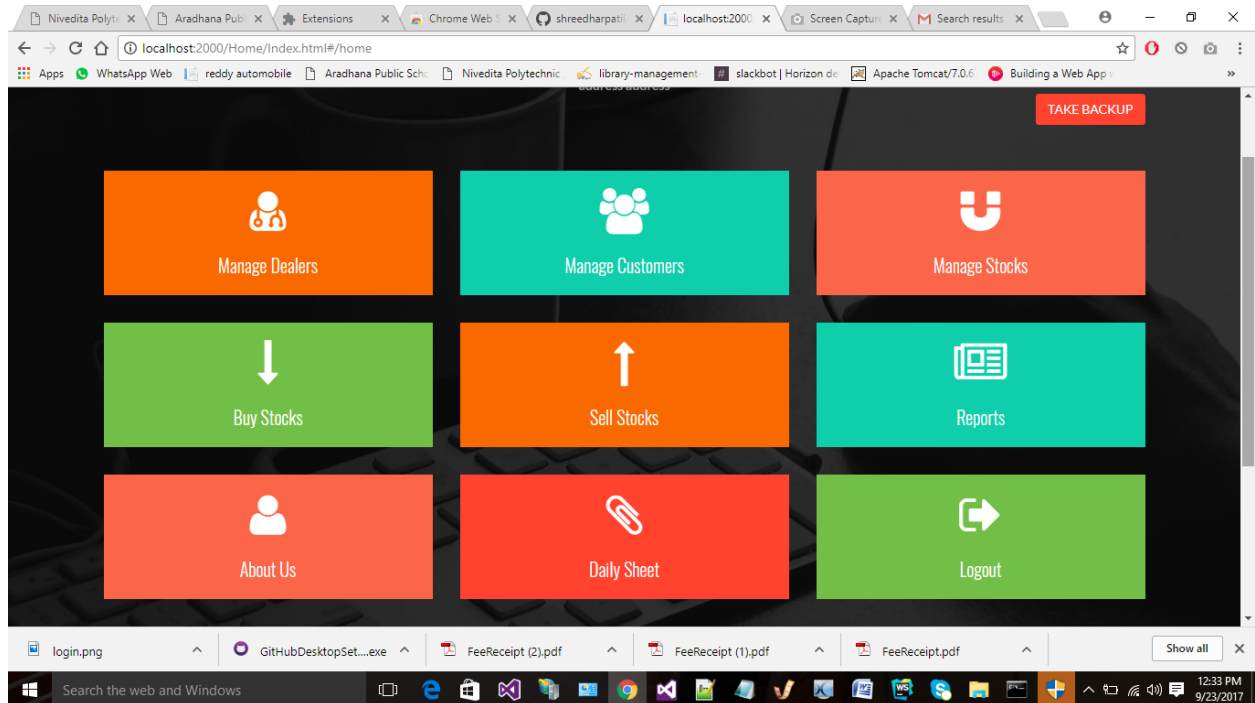 Nivedita Polyte
Aradhana Publ
Extensions
Chrome Web S
shreedharpatil
localhost:2000
Screen Capture
Search results
localhost:2000/Home/Index.html#/home
Apps
WhatsApp Web
reddy automobile
Aradhana Public Scho
Nivedita Polytechnic
library-management-
# slackbot | Horizon de
Apache Tomcat/7.0.6
Building a Web App
»
address address
TAKE BACKUP
Manage Dealers
Manage Customers
Manage Stocks
Buy Stocks
Sell Stocks
Reports
About Us
Daily Sheet
Logout
login.png
GitHubDesktopSet....exe
FeeReceipt (2).pdf
FeeReceipt (1).pdf
FeeReceipt.pdf
Show all
Search the web and Windows
12:33 PM
9/23/2017